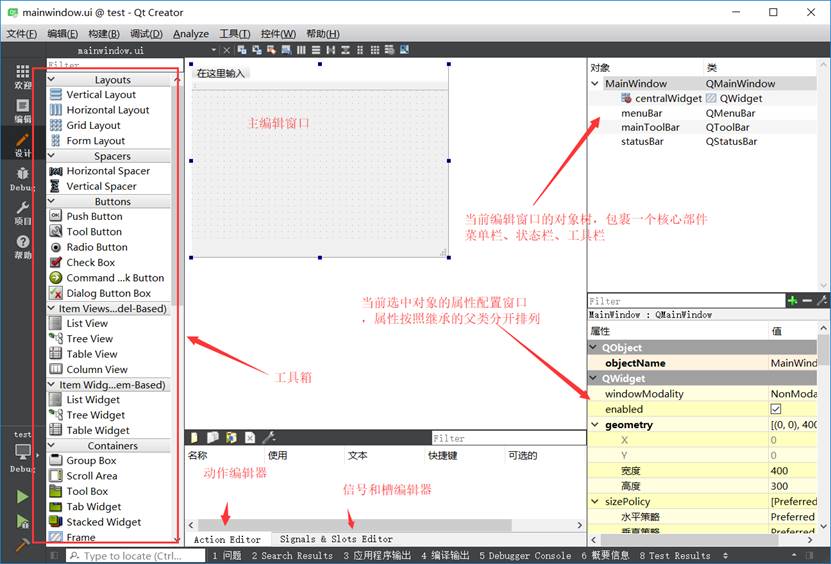 mainwindow.ui @ test - Qt Creator
文件(F) 编辑(E) 构建(B) 调试(D) Analyze 工具(T) 控件(W) 帮助(H)
mainwindow.ui
欢迎
编辑
设计
Debug
项目
帮助
test
Debug
Filter
Layouts
Vertical Layout
Horizontal Layout
Grid Layout
Form Layout
Spacers
Horizontal Spacer
Vertical Spacer
Buttons
Push Button
Tool Button
Radio Button
Check Box
Command ...k Button
Dialog Button Box
Item Views...del-Based)
List View
Tree View
Table View
Column View
Item Widg...em-Based)
List Widget
Tree Widget
Table Widget
Containers
Group Box
Scroll Area
Tool Box
Tab Widget
Stacked Widget
Frame
在这里输入
主编辑窗口
工具箱
当前选中对象的属性配置窗口
，属性按照继承的父类分开排列
Filter
名称 使用 文本 快捷键 可选的
动作编辑器
信号和槽编辑器
Action Editor Signals & Slots Editor
对象 类
MainWindow QMainWindow
centralWidget QWidget
menuBar QMenuBar
mainToolBar QToolBar
statusBar QStatusBar
当前编辑窗口的对象树，包裹一个核心部件
菜单栏、状态栏、工具栏
Filter
MainWindow : QMainWindow
属性 值
QObject
objectName MainWind
QWidget
windowModality NonModa
enabled
geometry [(0, 0), 400
X 0
Y 0
宽度 400
高度 300
sizePolicy [Preferred
水平策略 Preferred
垂直策略 Preferred
Type to locate (Ctrl... 1 问题 2 Search Results 3 应用程序输出 4 编译输出 5 Debugger Console 6 概要信息 8 Test Results